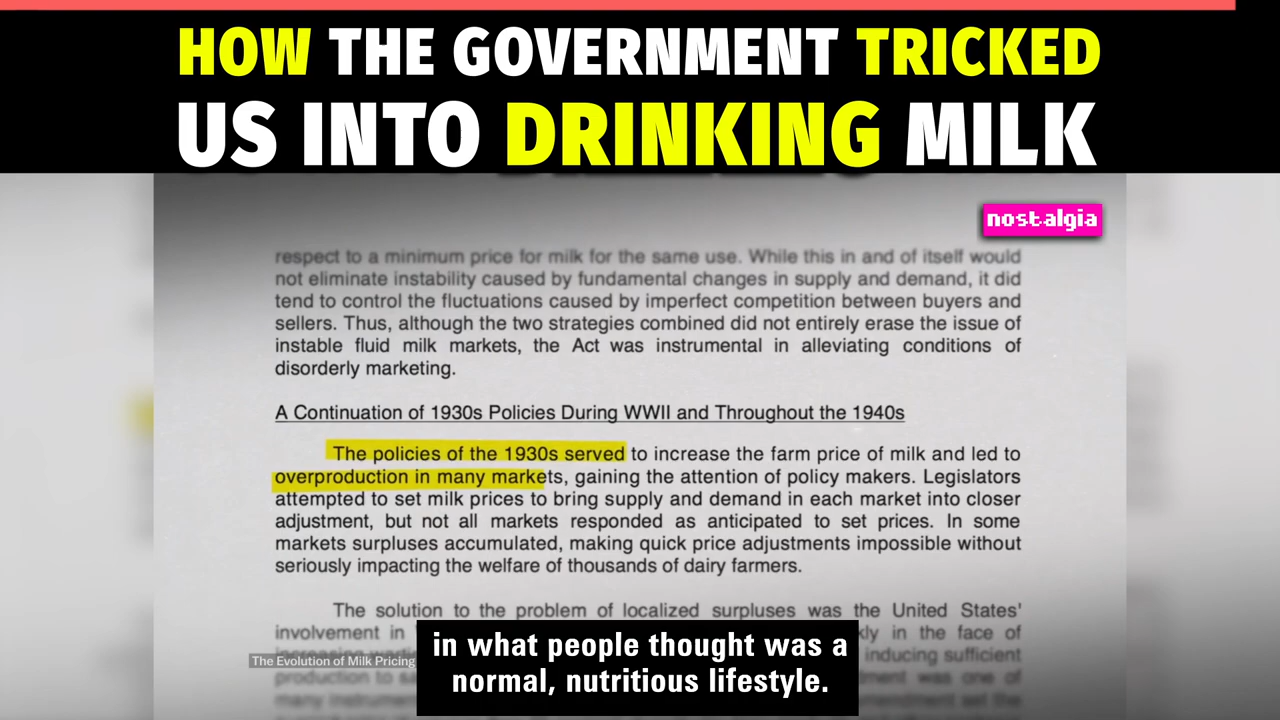 HOW THE GOVERNMENT TRICKED
US INTO DRINKING MILK
nostalgia
respect to a minimum price for milk for the same use. While this in and of itself would
not eliminate instability caused by fundamental changes in supply and demand, it did
tend to control the fluctuations caused by imperfect competition between buyers and
sellers. Thus, although the two strategies combined did not entirely erase the issue of
instable fluid milk markets, the Act was instrumental in alleviating conditions of
disorderly marketing.
A Continuation of 1930s Policies During WWII and Throughout the 1940s
The policies of the 1930s served to increase the farm price of milk and led to
overproduction in many markets, gaining the attention of policy makers. Legislators
attempted to set milk prices to bring supply and demand in each market into closer
adjustment, but not all markets responded as anticipated to set prices. In some
markets surpluses accumulated, making quick price adjustments impossible without
seriously impacting the welfare of thousands of dairy farmers.
The solution to the problem of localized surpluses was the United States'
involvement in in the face of
inducing sufficient
production to
The Evolution of Milk Pricing
in what people thought was a
normal, nutritious lifestyle.